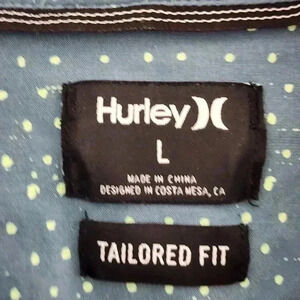 Hurley
L
MADE IN CHINA
DESIGNED IN COSTA MESA, CA
TAILORED FIT